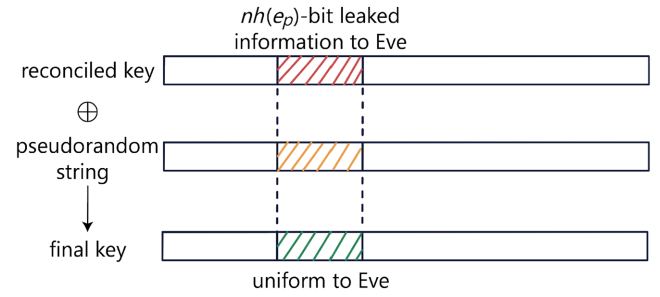 nh(eₚ)-bit leaked
information to Eve
reconciled key
⊕
pseudorandom
string
final key
uniform to Eve